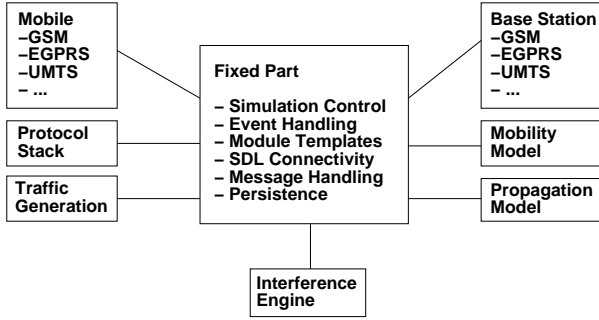 Mobile
–GSM
–EGPRS
–UMTS
– ...
Protocol
Stack
Traffic
Generation
Fixed Part
– Simulation Control
– Event Handling
– Module Templates
– SDL Connectivity
– Message Handling
– Persistence
Base Station
–GSM
–EGPRS
–UMTS
– ...
Mobility
Model
Propagation
Model
Interference
Engine